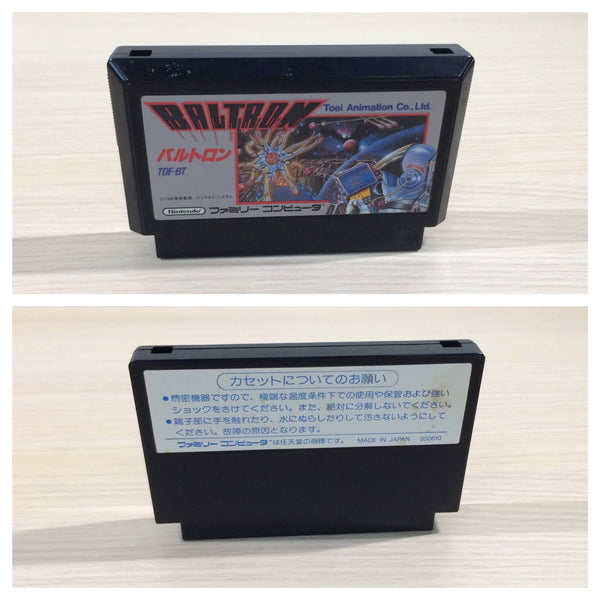 BALTRON
Toei Animation Co., Ltd.
バルトロン
TDF-BT
Nintendo ファミリー コンピュータ
カセットについてのお願い
●精密機器ですので、極端な温度条件下での使用や保管および強い
ショックをさけてください。また、絶対に分解しないでください。
●端子部に手を触れたり、水にぬらしたりして汚さないようにして
ください。故障の原因となります。
ファミリー コンピュータ™は任天堂の商標です。 MADE IN JAPAN 850610